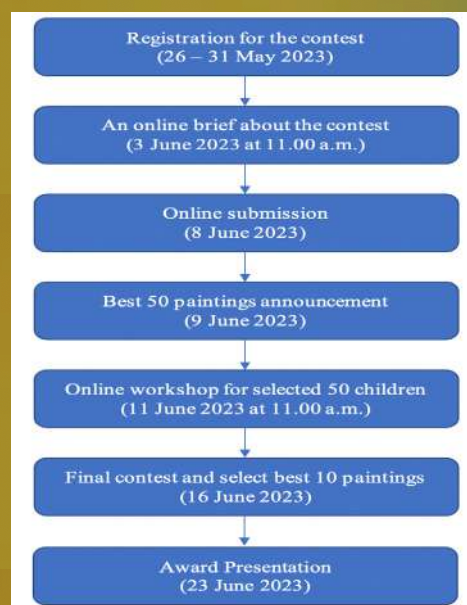 Registration for the contest
(26 – 31 May 2023)
An online brief about the contest
(3 June 2023 at 11.00 a.m.)
Online submission
(8 June 2023)
Best 50 paintings announcement
(9 June 2023)
Online workshop for selected 50 children
(11 June 2023 at 11.00 a.m.)
Final contest and select best 10 paintings
(16 June 2023)
Award Presentation
(23 June 2023)